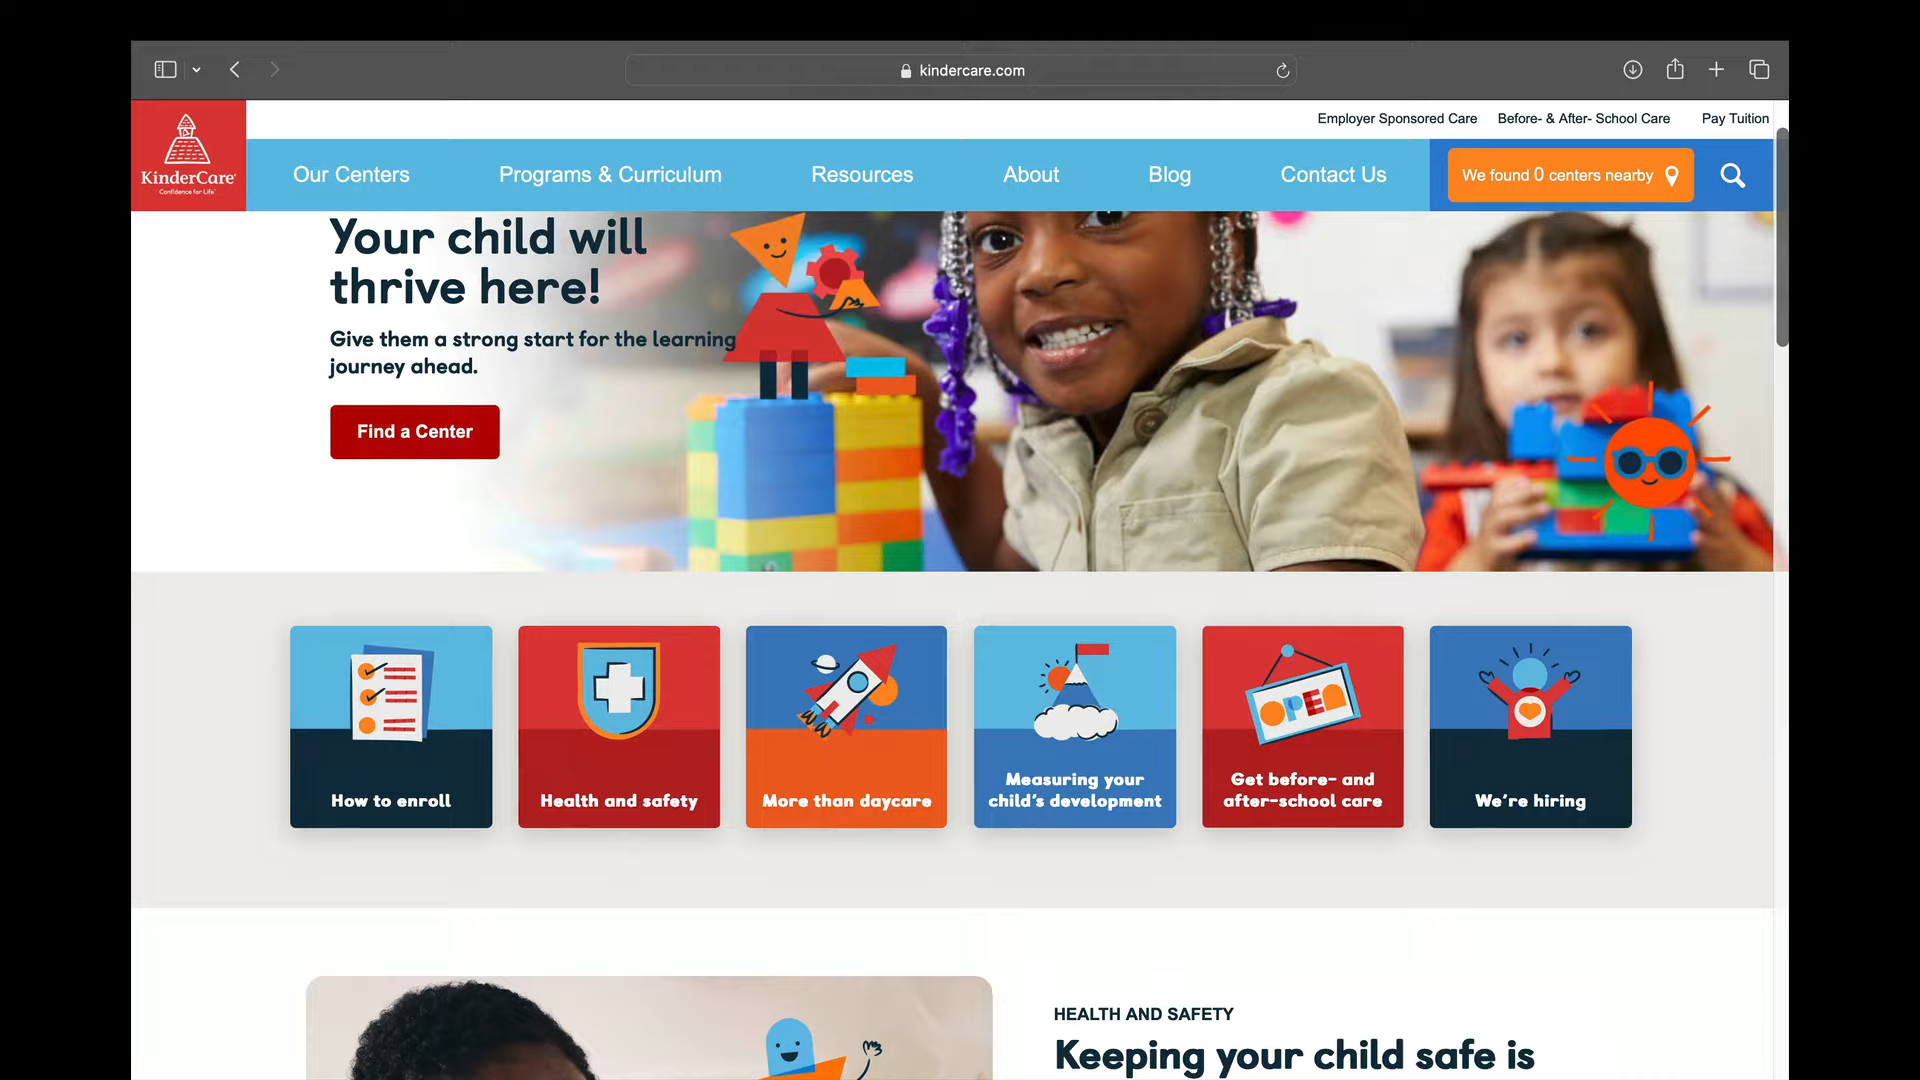 kindercare.com
Employer Sponsored Care
Before- & After- School Care
Pay Tuition
KinderCare
Confidence for Life
Our Centers
Programs & Curriculum
Resources
About
Blog
Contact Us
We found 0 centers nearby
Your child will
thrive here!
Give them a strong start for the learning
journey ahead.
Find a Center
OPEN
How to enroll
Health and safety
More than daycare
Measuring your
child's development
Get before- and
after-school care
We're hiring
HEALTH AND SAFETY
Keeping your child safe is